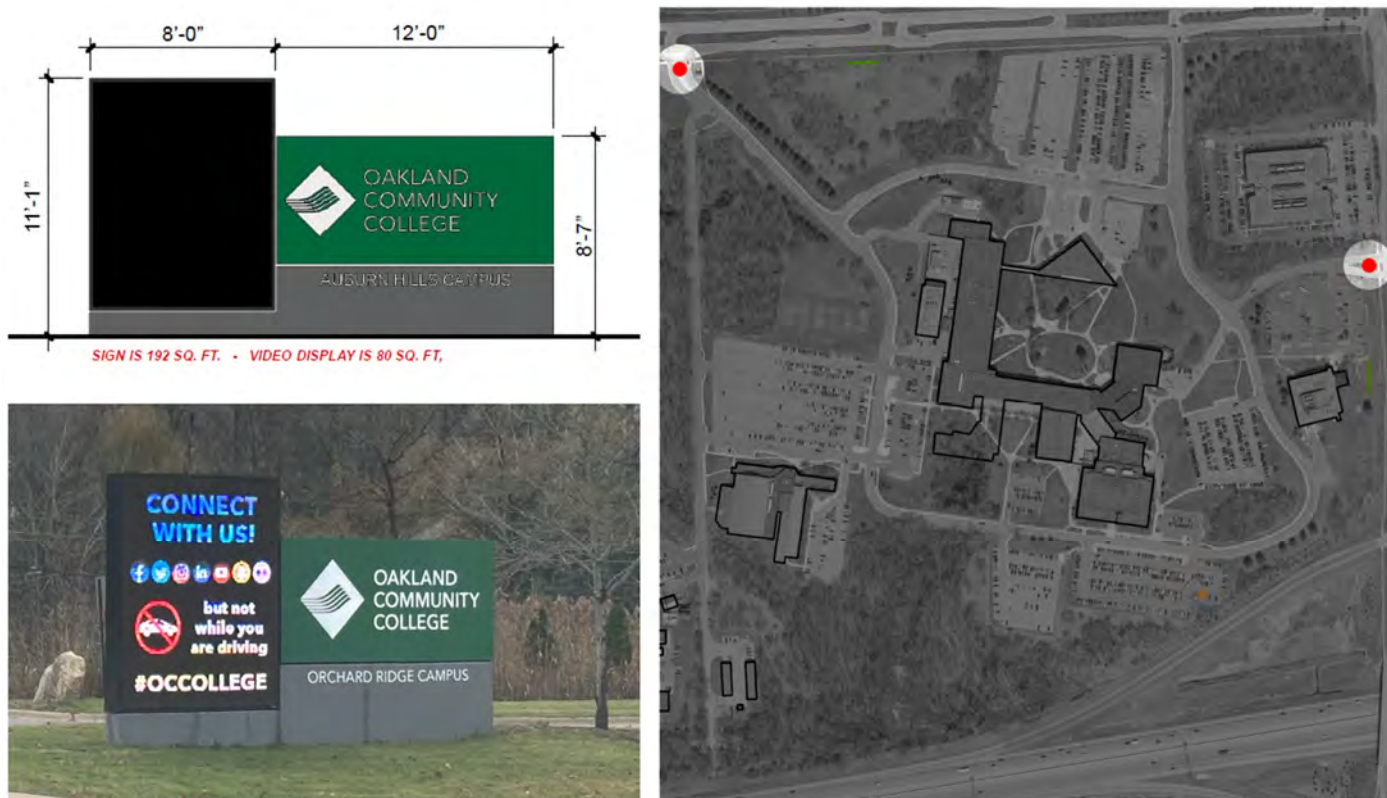 8'-0"
12'-0"
11'-1"
OAKLAND
COMMUNITY
COLLEGE
AUBURN HILLS CAMPUS
8'-7"
SIGN IS 192 SQ. FT. - VIDEO DISPLAY IS 80 SQ. FT,
CONNECT
WITH US!
but not
while you
are driving
#OCCOLLEGE
OAKLAND
COMMUNITY
COLLEGE
ORCHARD RIDGE CAMPUS